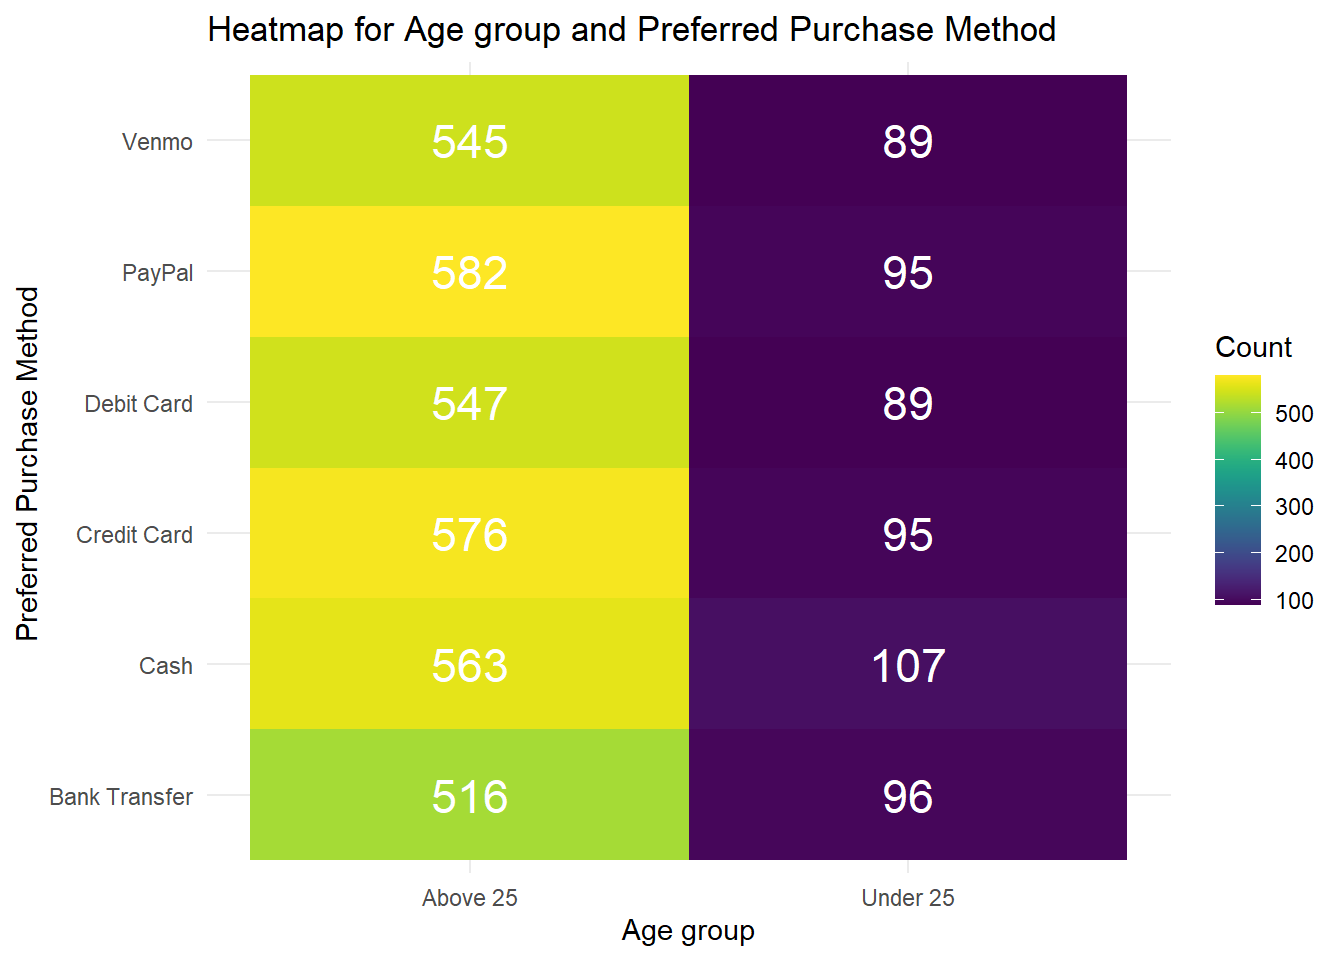 Heatmap for Age group and Preferred Purchase Method
Preferred Purchase Method
Venmo 545 89
PayPal 582 95
Debit Card 547 89
Credit Card 576 95
Cash 563 107
Bank Transfer 516 96
Above 25 Under 25
Age group
Count
500
400
300
200
100